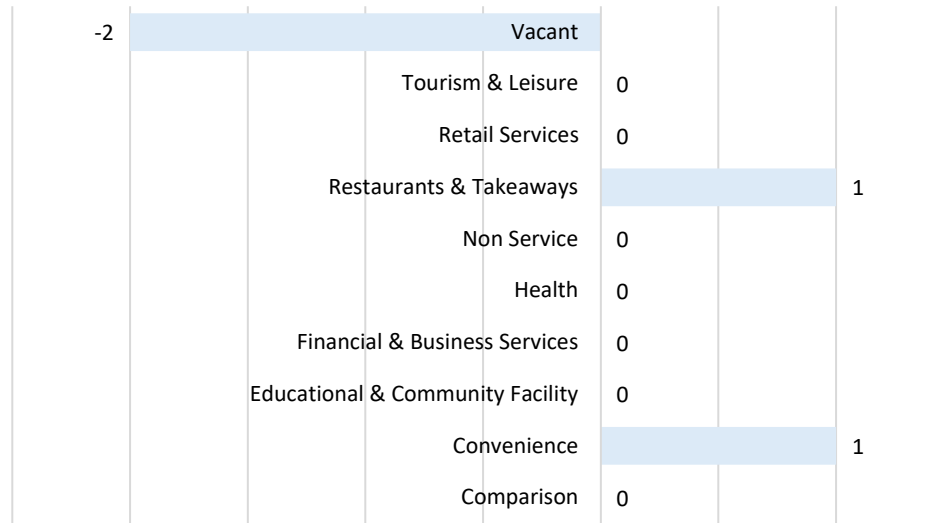 -2 Vacant
Tourism & Leisure 0
Retail Services 0
Restaurants & Takeaways 1
Non Service 0
Health 0
Financial & Business Services 0
Educational & Community Facility 0
Convenience 1
Comparison 0